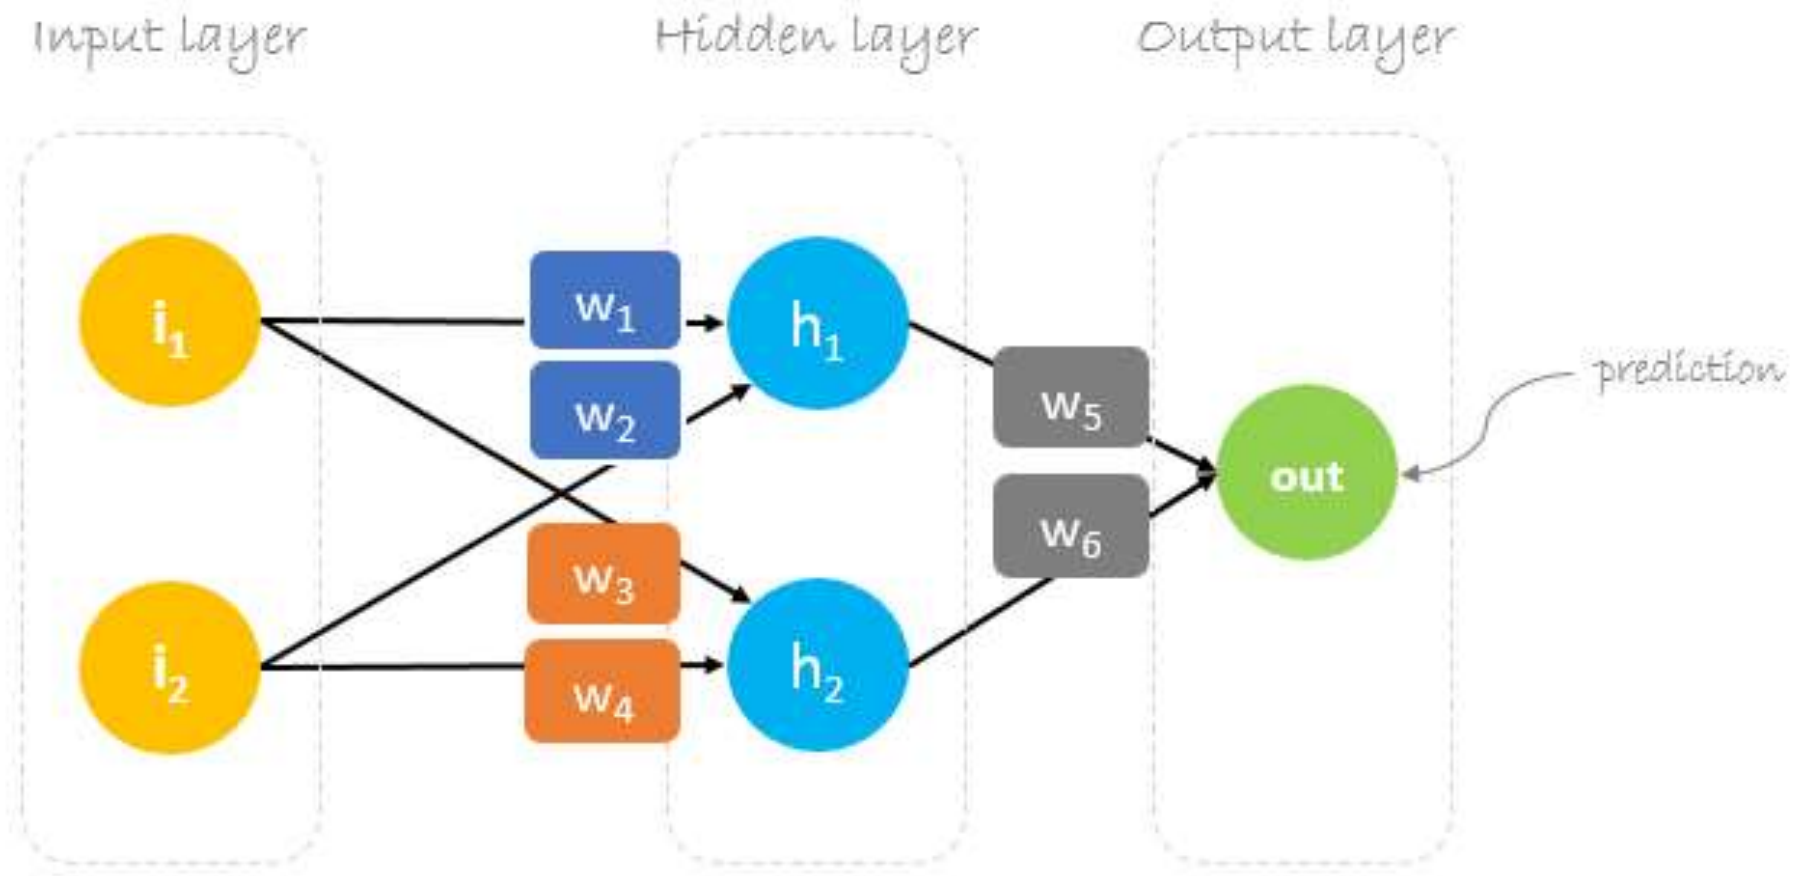 Input layer
Hidden layer
Output layer
i₁
w₁
h₁
w₂
w₅
prediction
out
w₆
w₃
i₂
w₄
h₂